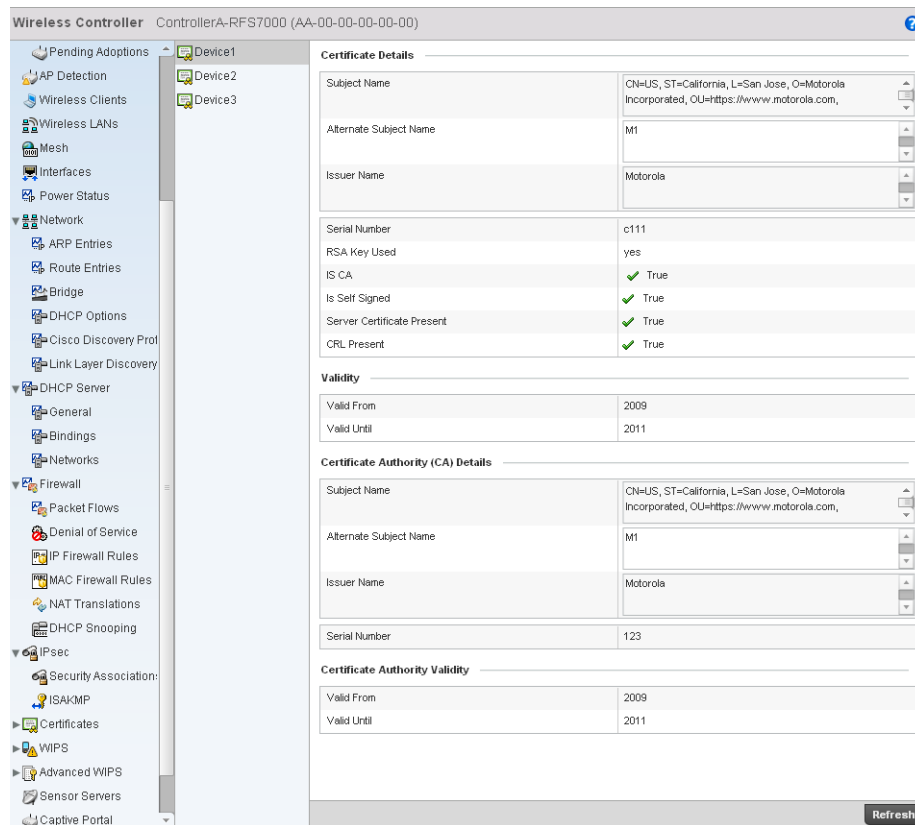 Wireless Controller ControllerA-RFS7000 (AA-00-00-00-00-00)
?
Pending Adoptions
AP Detection
Wireless Clients
Wireless LANs
Mesh
Interfaces
Power Status
Network
ARP Entries
Route Entries
Bridge
DHCP Options
Cisco Discovery Prot
Link Layer Discovery
DHCP Server
General
Bindings
Networks
Firewall
Packet Flows
Denial of Service
IP Firewall Rules
MAC Firewall Rules
NAT Translations
DHCP Snooping
IPsec
Security Association
ISAKMP
Certificates
WIPS
Advanced WIPS
Sensor Servers
Captive Portal
Device1
Device2
Device3
Certificate Details
Subject Name CN=US, ST=California, L=San Jose, O=Motorola
Incorporated, OU=https://www.motorola.com,
Alternate Subject Name M1
Issuer Name Motorola
Serial Number c111
RSA Key Used yes
IS CA True
Is Self Signed True
Server Certificate Present True
CRL Present True
Validity
Valid From 2009
Valid Until 2011
Certificate Authority (CA) Details
Subject Name CN=US, ST=California, L=San Jose, O=Motorola
Incorporated, OU=https://www.motorola.com,
Alternate Subject Name M1
Issuer Name Motorola
Serial Number 123
Certificate Authority Validity
Valid From 2009
Valid Until 2011
Refresh